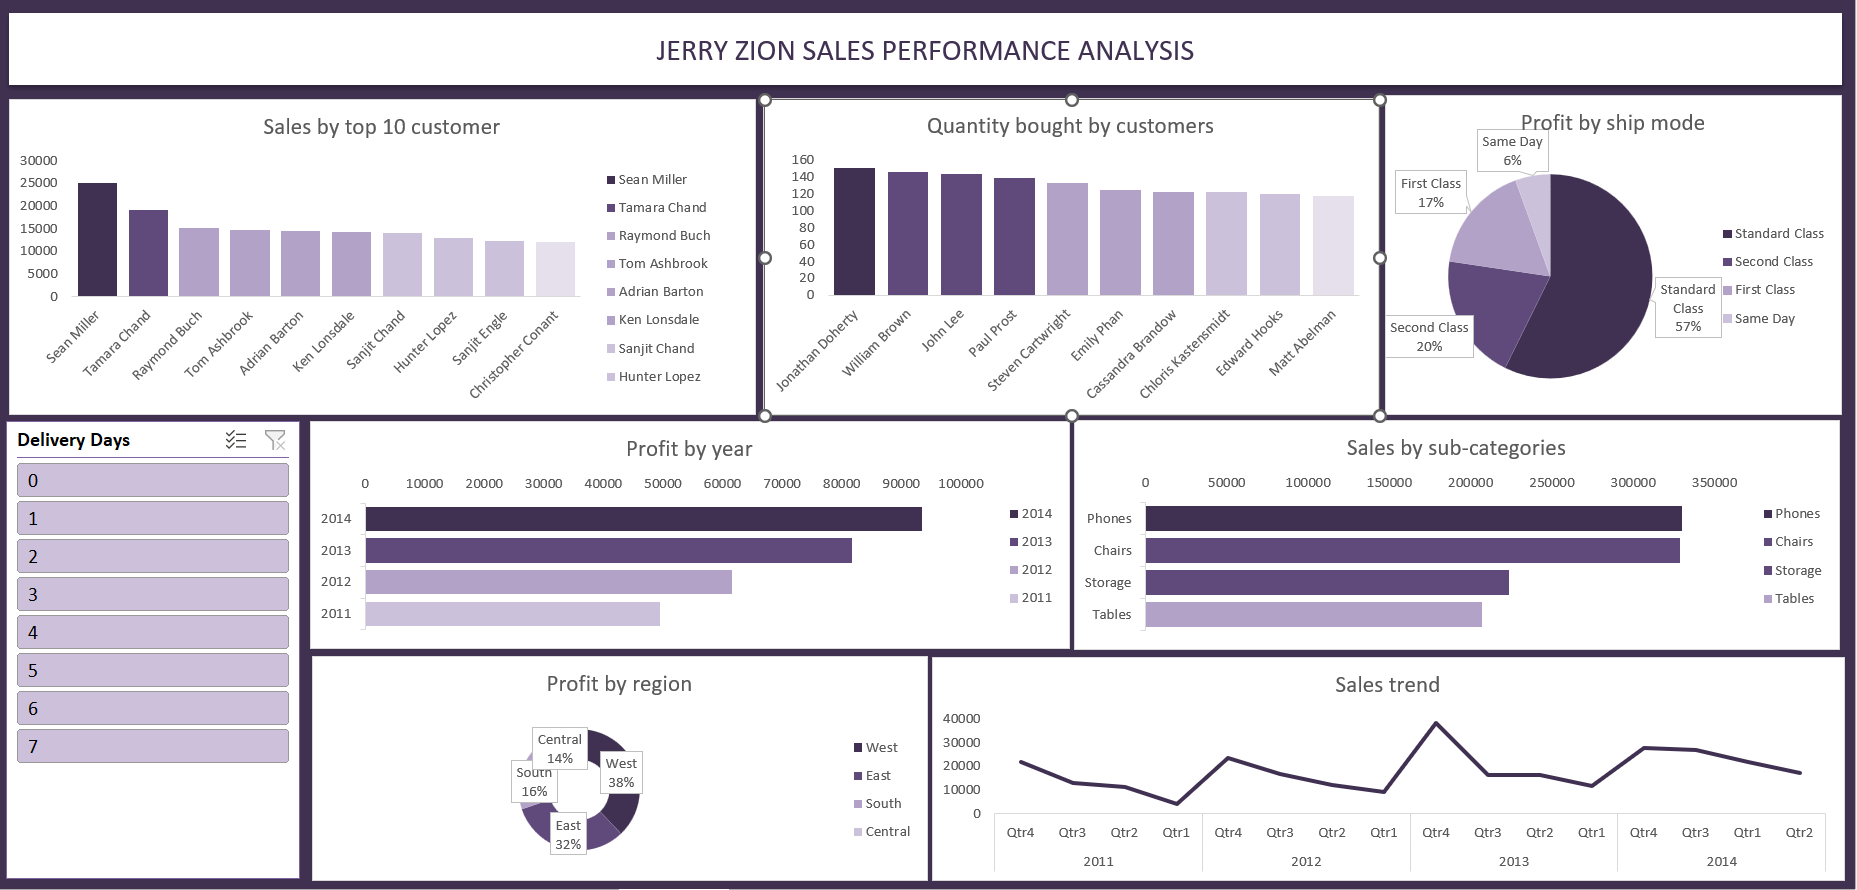 JERRY ZION SALES PERFORMANCE ANALYSIS
Sales by top 10 customer
30000
25000
20000
15000
10000
5000
0
Sean Miller
Tamara Chand
Raymond Buch
Tom Ashbrook
Adrian Barton
Ken Lonsdale
Sanjit Chand
Hunter Lopez
Sanjit Engle
Christopher Conant
Sean Miller
Tamara Chand
Raymond Buch
Tom Ashbrook
Adrian Barton
Ken Lonsdale
Sanjit Chand
Hunter Lopez
Quantity bought by customers
160
140
120
100
80
60
40
20
0
Jonathan Doherty
William Brown
John Lee
Paul Prost
Steven Cartwright
Emily Phan
Cassandra Brandow
Chloris Kastensmidt
Edward Hooks
Matt Abelman
Profit by ship mode
Same Day
6%
First Class
17%
Second Class
20%
Standard
Class
57%
Standard Class
Second Class
First Class
Same Day
Delivery Days
0
1
2
3
4
5
6
7
Profit by year
0 10000 20000 30000 40000 50000 60000 70000 80000 90000 100000
2014
2013
2012
2011
2014
2013
2012
2011
Sales by sub-categories
0 50000 100000 150000 200000 250000 300000 350000
Phones
Chairs
Storage
Tables
Phones
Chairs
Storage
Tables
Profit by region
Central
14%
West
38%
South
16%
East
32%
West
East
South
Central
Sales trend
40000
30000
20000
10000
0
Qtr4 Qtr3 Qtr2 Qtr1 Qtr4 Qtr3 Qtr2 Qtr1 Qtr4 Qtr3 Qtr2 Qtr1 Qtr4 Qtr3 Qtr1 Qtr2
2011 2012 2013 2014